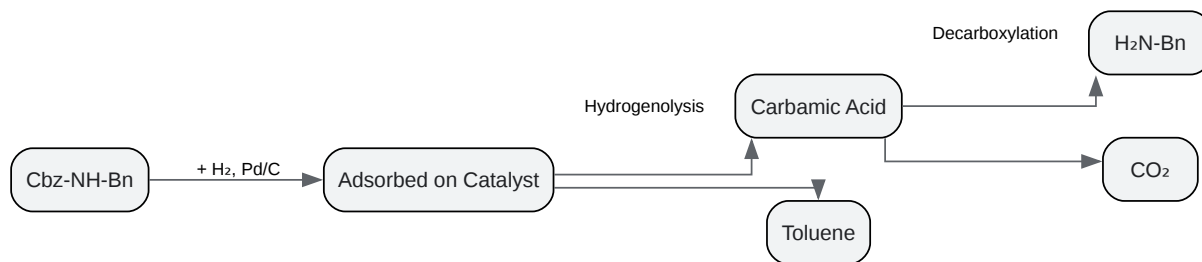 Cbz-NH-Bn
+ H₂, Pd/C
Adsorbed on Catalyst
Hydrogenolysis
Toluene
Carbamic Acid
Decarboxylation
H₂N-Bn
CO₂